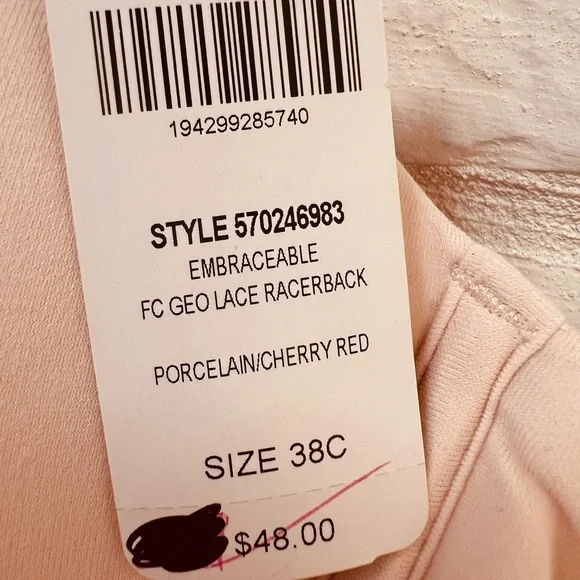 194299285740
STYLE 570246983
EMBRACEABLE
FC GEO LACE RACERBACK
PORCELAIN/CHERRY RED
SIZE 38C
$48.00